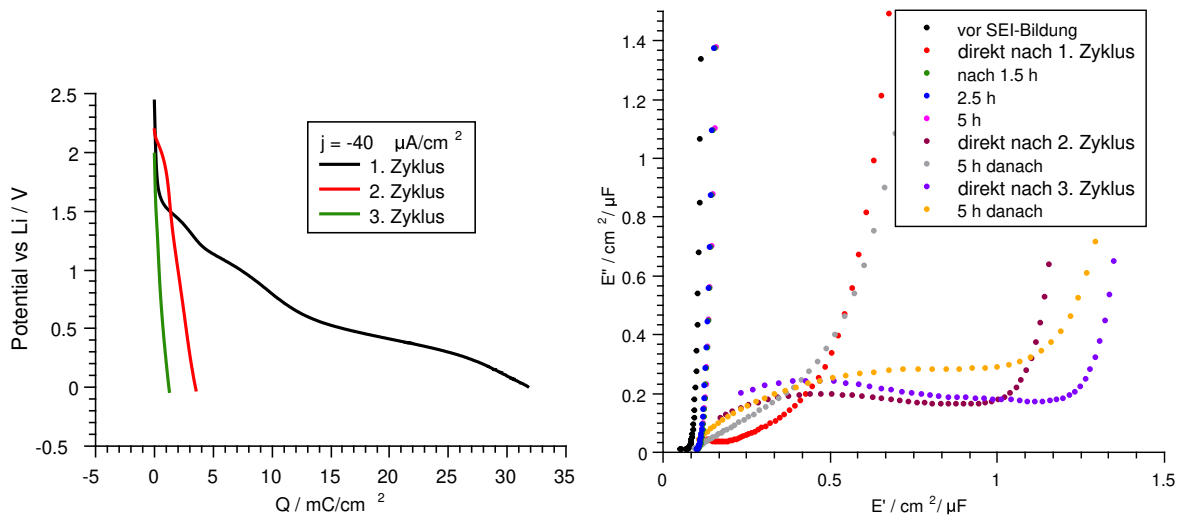 Potential vs Li / V
2.5
2
1.5
1
0.5
0
-0.5
-5
0
5
10
15
20
25
30
35
Q / mC/cm 2
j = -40 µA/cm 2
1. Zyklus
2. Zyklus
3. Zyklus
E'' / cm 2/ µF
1.4
1.2
1
0.8
0.6
0.4
0.2
0
0
0.5
1
1.5
E' / cm 2/ µF
vor SEI-Bildung
direkt nach 1. Zyklus
nach 1.5 h
2.5 h
5 h
direkt nach 2. Zyklus
5 h danach
direkt nach 3. Zyklus
5 h danach